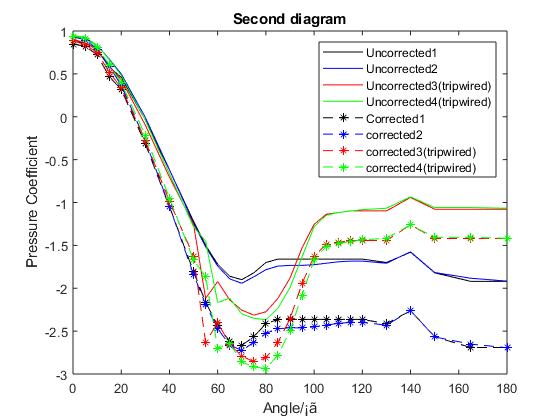 Second diagram
1
0.5
0
-0.5
-1
-1.5
-2
-2.5
-3
Pressure Coefficient
Uncorrected1
Uncorrected2
Uncorrected3(tripwired)
Uncorrected4(tripwired)
Corrected1
corrected2
corrected3(tripwired)
corrected4(tripwired)
0 20 40 60 80 100 120 140 160 180
Angle/¡ã